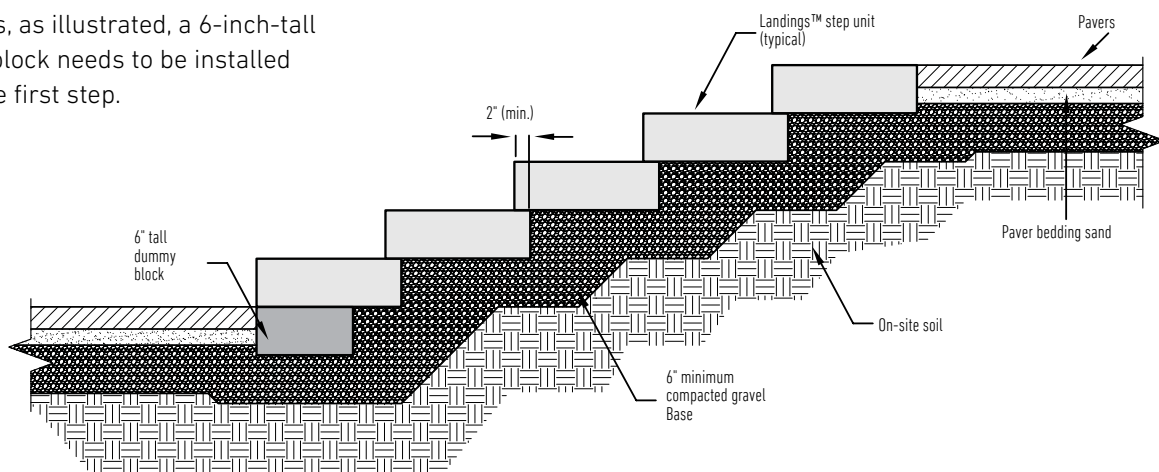 s, as illustrated, a 6-inch-tall
block needs to be installed
e first step.
Landings™ step unit
(typical)
Pavers
2" (min.)
6" tall
dummy
block
Paver bedding sand
On-site soil
6" minimum
compacted gravel
Base